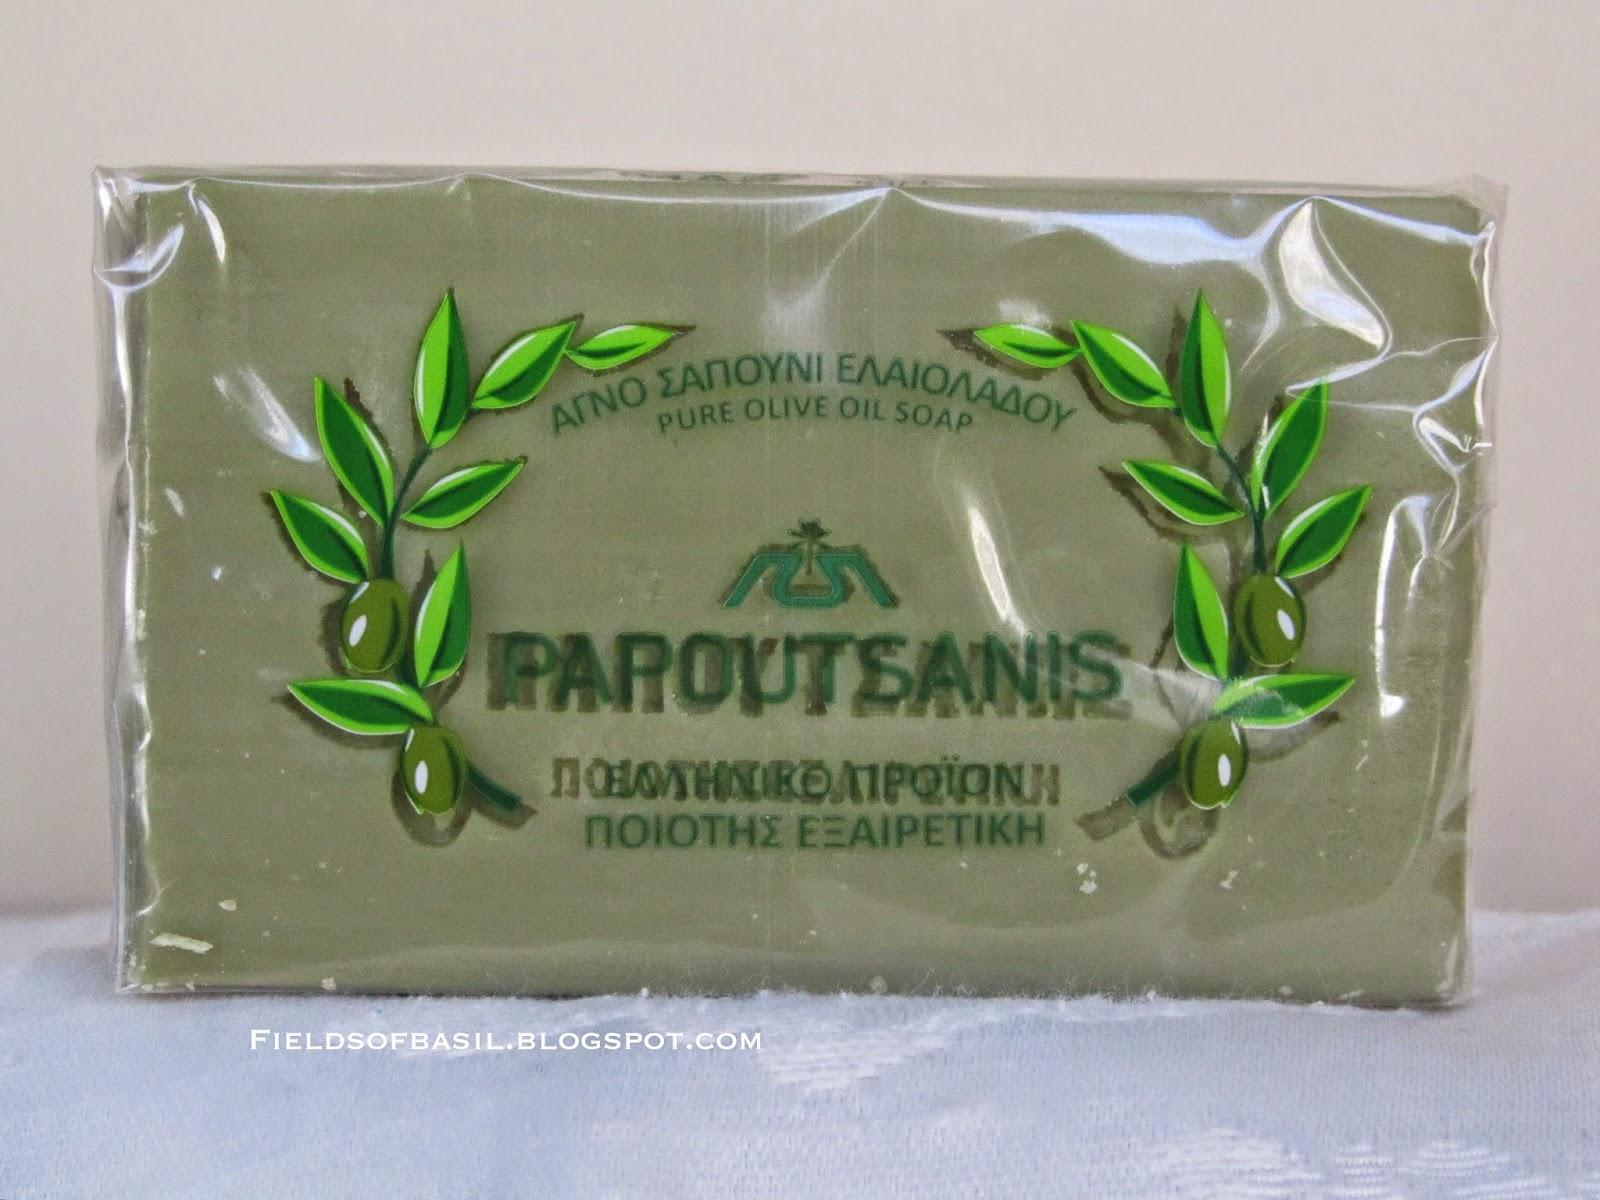 ΑΓΝΟ ΣΑΠΟΥΝΙ ΕΛΑΙΟΛΑΔΟΥ
PURE OLIVE OIL SOAP
PAPOUTSANIS
ΕΛΛΗΝΙΚΟ ΠΡΟΪΟΝ
ΠΟΙΟΤΗΣ ΕΞΑΙΡΕΤΙΚΗ
FIELDSOFBASIL.BLOGSPOT.COM